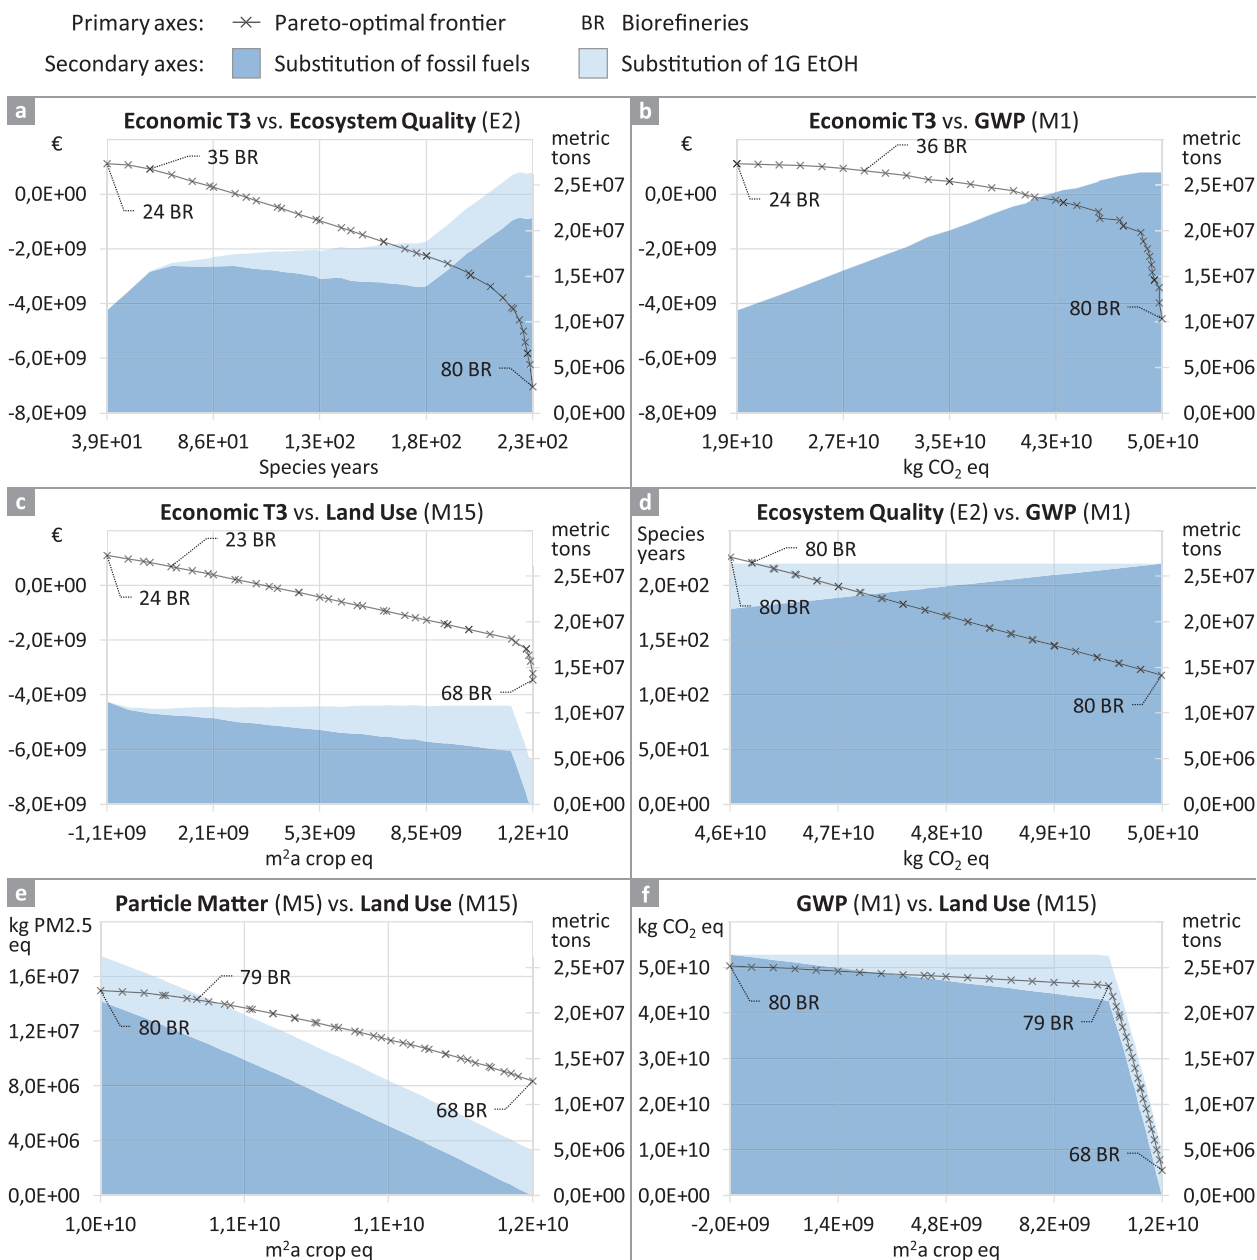 Primary axes: Pareto-optimal frontier BR Biorefineries
Secondary axes: Substitution of fossil fuels Substitution of 1G EtOH
a
Economic T3 vs. Ecosystem Quality (E2)
€
metric
tons
35 BR
24 BR
80 BR
0,0E+00
-2,0E+09
-4,0E+09
-6,0E+09
-8,0E+09
2,5E+07
2,0E+07
1,5E+07
1,0E+07
5,0E+06
0,0E+00
3,9E+01 8,6E+01 1,3E+02 1,8E+02 2,3E+02
Species years
b
Economic T3 vs. GWP (M1)
€
metric
tons
36 BR
24 BR
80 BR
0,0E+00
-2,0E+09
-4,0E+09
-6,0E+09
-8,0E+09
2,5E+07
2,0E+07
1,5E+07
1,0E+07
5,0E+06
0,0E+00
1,9E+10 2,7E+10 3,5E+10 4,3E+10 5,0E+10
kg CO₂ eq
c
Economic T3 vs. Land Use (M15)
€
metric
tons
23 BR
24 BR
68 BR
0,0E+00
-2,0E+09
-4,0E+09
-6,0E+09
-8,0E+09
2,5E+07
2,0E+07
1,5E+07
1,0E+07
5,0E+06
0,0E+00
-1,1E+09 2,1E+09 5,3E+09 8,5E+09 1,2E+10
m²a crop eq
d
Ecosystem Quality (E2) vs. GWP (M1)
Species
years
metric
tons
80 BR
80 BR
80 BR
2,0E+02
1,5E+02
1,0E+02
5,0E+01
0,0E+00
2,5E+07
2,0E+07
1,5E+07
1,0E+07
5,0E+06
0,0E+00
4,6E+10 4,7E+10 4,8E+10 4,9E+10 5,0E+10
kg CO₂ eq
e
Particle Matter (M5) vs. Land Use (M15)
kg PM2.5
eq
metric
tons
79 BR
80 BR
68 BR
1,6E+07
1,2E+07
8,0E+06
4,0E+06
0,0E+00
2,5E+07
2,0E+07
1,5E+07
1,0E+07
5,0E+06
0,0E+00
1,0E+10 1,1E+10 1,1E+10 1,2E+10
m²a crop eq
f
GWP (M1) vs. Land Use (M15)
kg CO₂ eq
metric
tons
80 BR
79 BR
68 BR
5,0E+10
4,0E+10
3,0E+10
2,0E+10
1,0E+10
0,0E+00
2,5E+07
2,0E+07
1,5E+07
1,0E+07
5,0E+06
0,0E+00
-2,0E+09 1,4E+09 4,8E+09 8,2E+09 1,2E+10
m²a crop eq